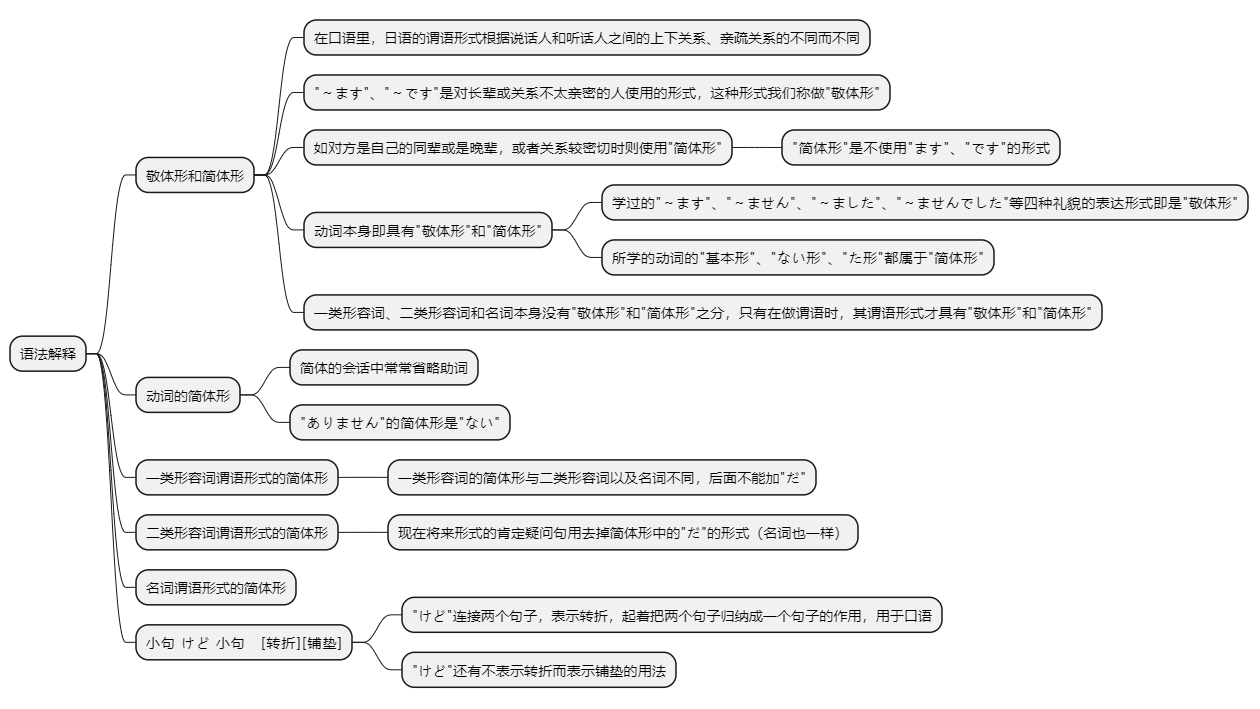 语法解释
敬体形和简体形
在口语里，日语的谓语形式根据说话人和听话人之间的上下关系、亲疏关系的不同而不同
"～ます"、"～です"是对长辈或关系不太亲密的人使用的形式，这种形式我们称做"敬体形"
如对方是自己的同辈或是晚辈，或者关系较密切时则使用"简体形"
"简体形"是不使用"ます"、"です"的形式
动词本身即具有"敬体形"和"简体形"
学过的"～ます"、"～ません"、"～ました"、"～ませんでした"等四种礼貌的表达形式即是"敬体形"
所学的动词的"基本形"、"ない形"、"た形"都属于"简体形"
一类形容词、二类形容词和名词本身没有"敬体形"和"简体形"之分，只有在做谓语时，其谓语形式才具有"敬体形"和"简体形"
动词的简体形
简体的会话中常常省略助词
"ありません"的简体形是"ない"
一类形容词谓语形式的简体形
一类形容词的简体形与二类形容词以及名词不同，后面不能加"だ"
二类形容词谓语形式的简体形
现在将来形式的肯定疑问句用去掉简体形中的"だ"的形式（名词也一样）
名词谓语形式的简体形
小句 けど 小句　[转折][铺垫]
"けど"连接两个句子，表示转折，起着把两个句子归纳成一个句子的作用，用于口语
"けど"还有不表示转折而表示铺垫的用法